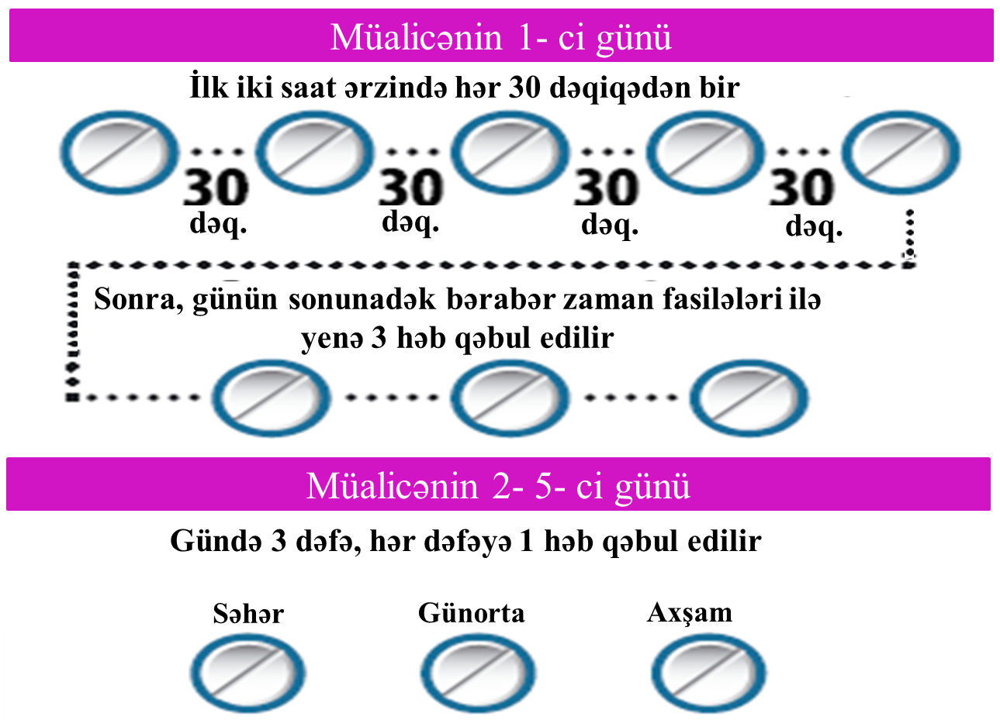 Müalicənin 1- ci günü
İlk iki saat ərzində hər 30 dəqiqədən bir
30 30 30 30
dəq. dəq. dəq. dəq.
Sonra, günün sonunadək bərabər zaman fasilələri ilə
yenə 3 həb qəbul edilir
Müalicənin 2- 5- ci günü
Gündə 3 dəfə, hər dəfəyə 1 həb qəbul edilir
Səhər Günorta Axşam